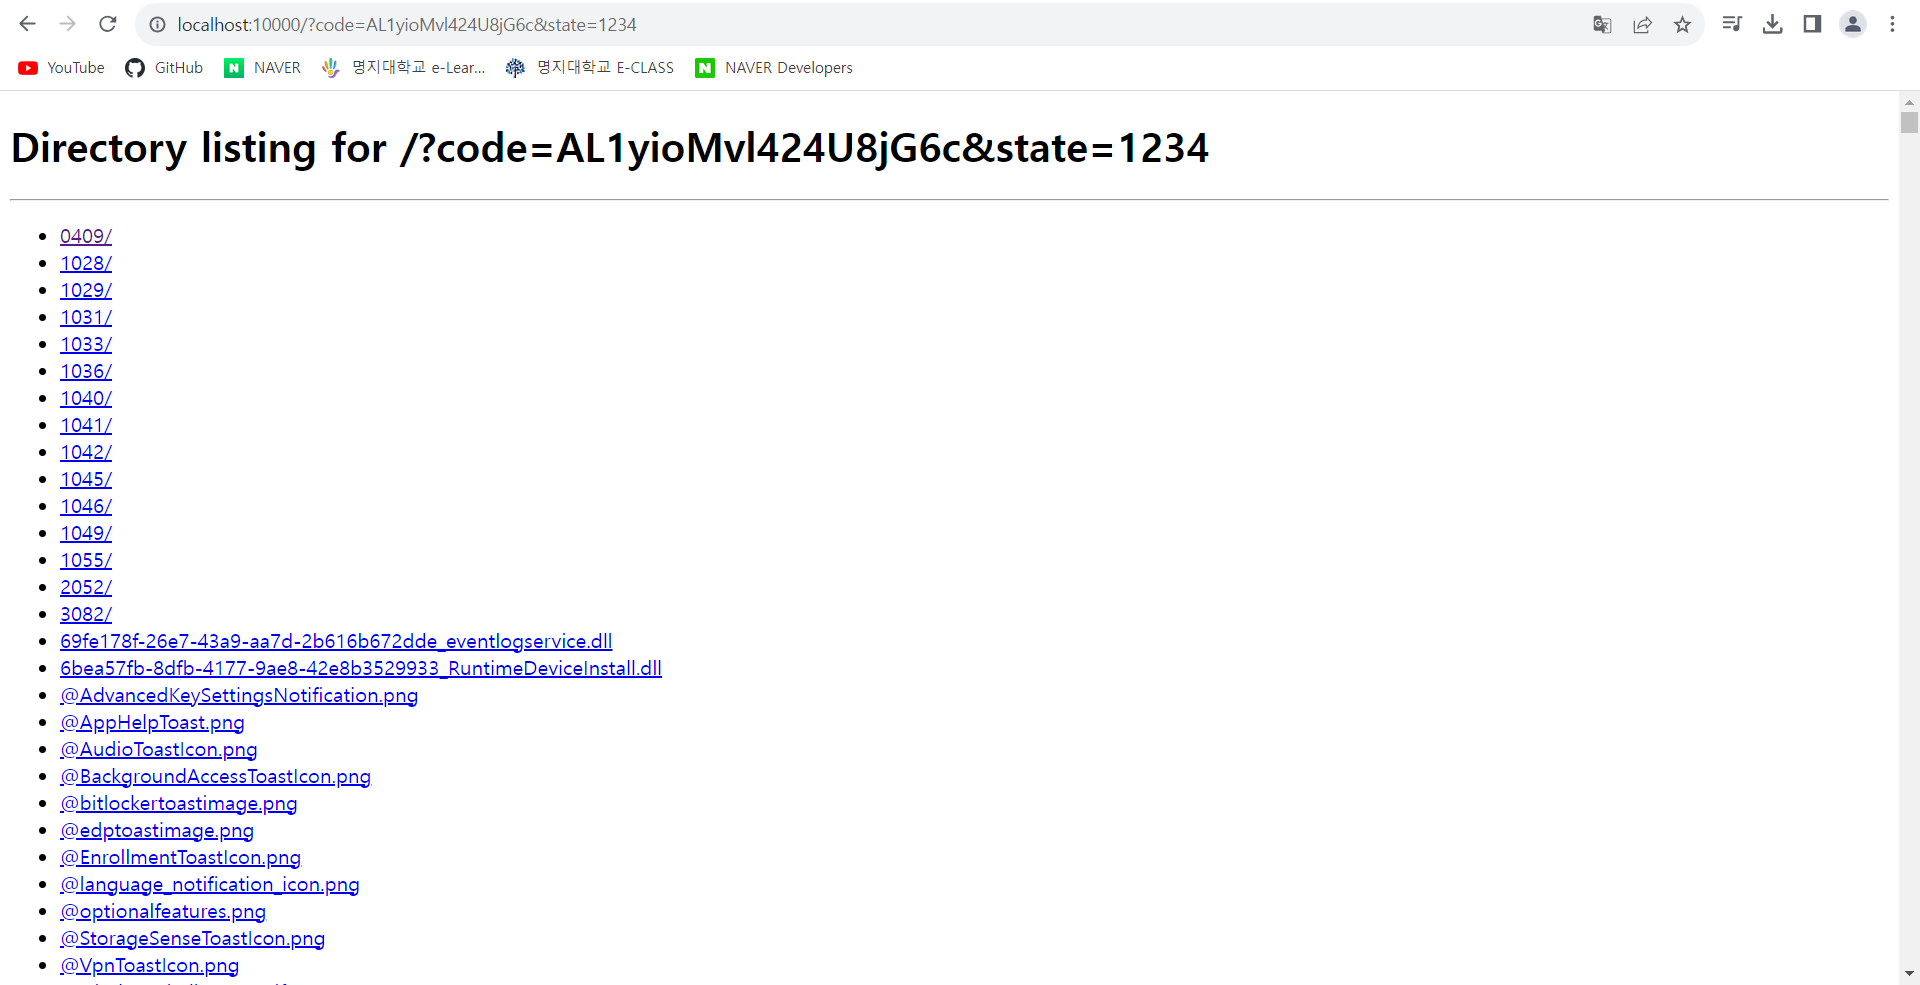 localhost:10000/?code=AL1yioMvl424U8jG6c&state=1234
YouTube GitHub NAVER 명지대학교 e-Lear... 명지대학교 E-CLASS NAVER Developers
Directory listing for /?code=AL1yioMvl424U8jG6c&state=1234
0409/
1028/
1029/
1031/
1033/
1036/
1040/
1041/
1042/
1045/
1046/
1049/
1055/
2052/
3082/
69fe178f-26e7-43a9-aa7d-2b616b672dde_eventlogservice.dll
6bea57fb-8dfb-4177-9ae8-42e8b3529933_RuntimeDeviceInstall.dll
@AdvancedKeySettingsNotification.png
@AppHelpToast.png
@AudioToastIcon.png
@BackgroundAccessToastIcon.png
@bitlockertoastimage.png
@edptoastimage.png
@EnrollmentToastIcon.png
@language_notification_icon.png
@optionalfeatures.png
@StorageSenseToastIcon.png
@VpnToastIcon.png